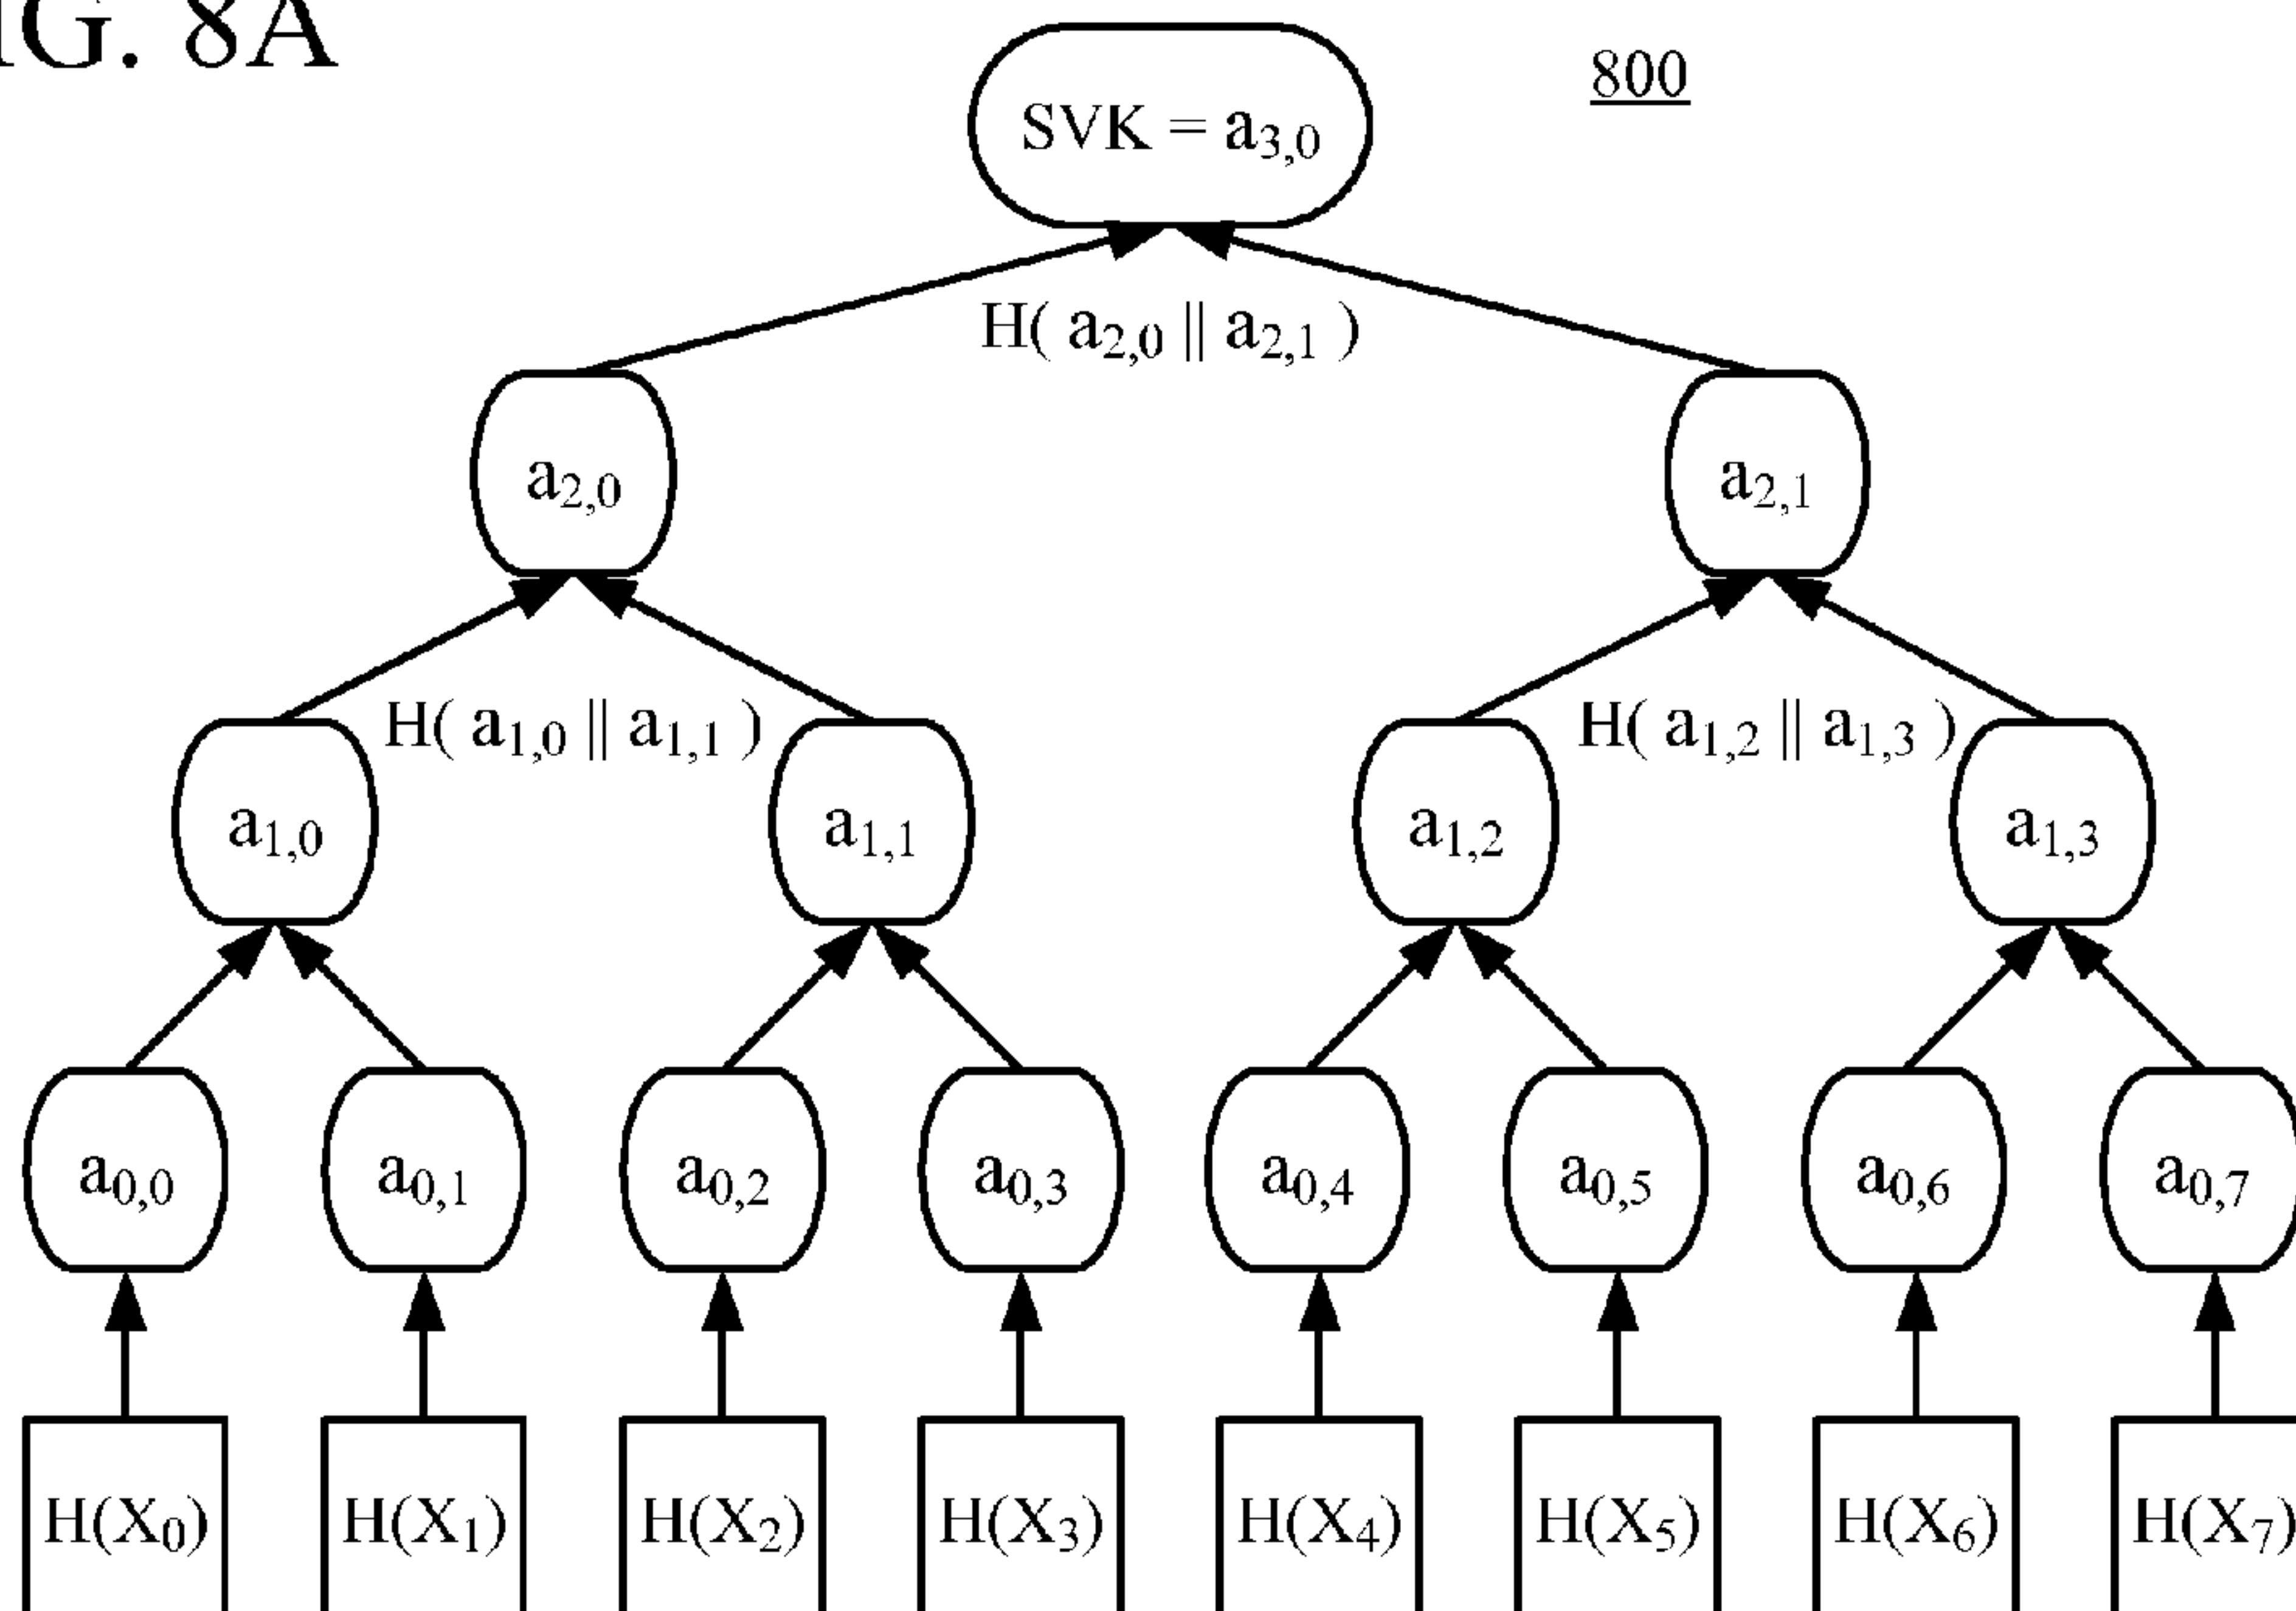 IG. 8A
800
SVK = a3,0
H( a2,0 || a2,1 )
a2,0 a2,1
H( a1,0 || a1,1 ) H( a1,2 || a1,3 )
a1,0 a1,1 a1,2 a1,3
a0,0 a0,1 a0,2 a0,3 a0,4 a0,5 a0,6 a0,7
H(X0) H(X1) H(X2) H(X3) H(X4) H(X5) H(X6) H(X7)